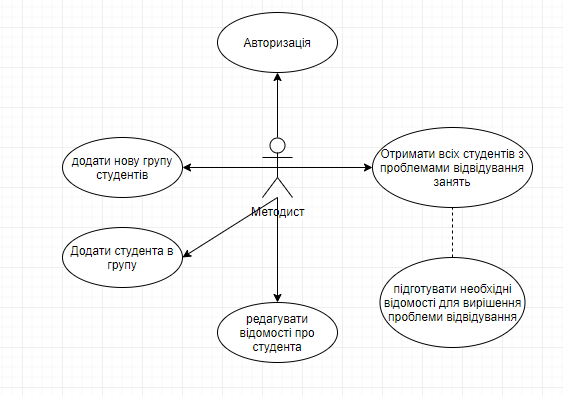 Авторизація
додати нову групу
студентів
Отримати всіх студентів з
проблемами відвідування
занять
Методист
Додати студента в
групу
підготувати необхідні
відомості для вирішення
проблеми відвідування
редагувати
відомості про
студента